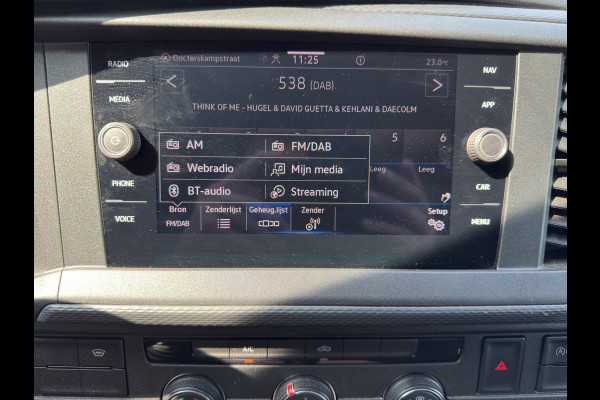 RADIO
MEDIA
PHONE
VOICE
Docterskampstraat
11:25
23.0°C
538 (DAB)
THINK OF ME - HUGEL & DAVID GUETTA & KEHLANI & DAECOLM
AM
FM/DAB
Webradio
Mijn media
BT-audio
Streaming
5
6
Leeg
Leeg
Bron
FM/DAB
Zenderlijst
Geheug.lijst
Zender
Setup
NAV
APP
CAR
MENU
A/C